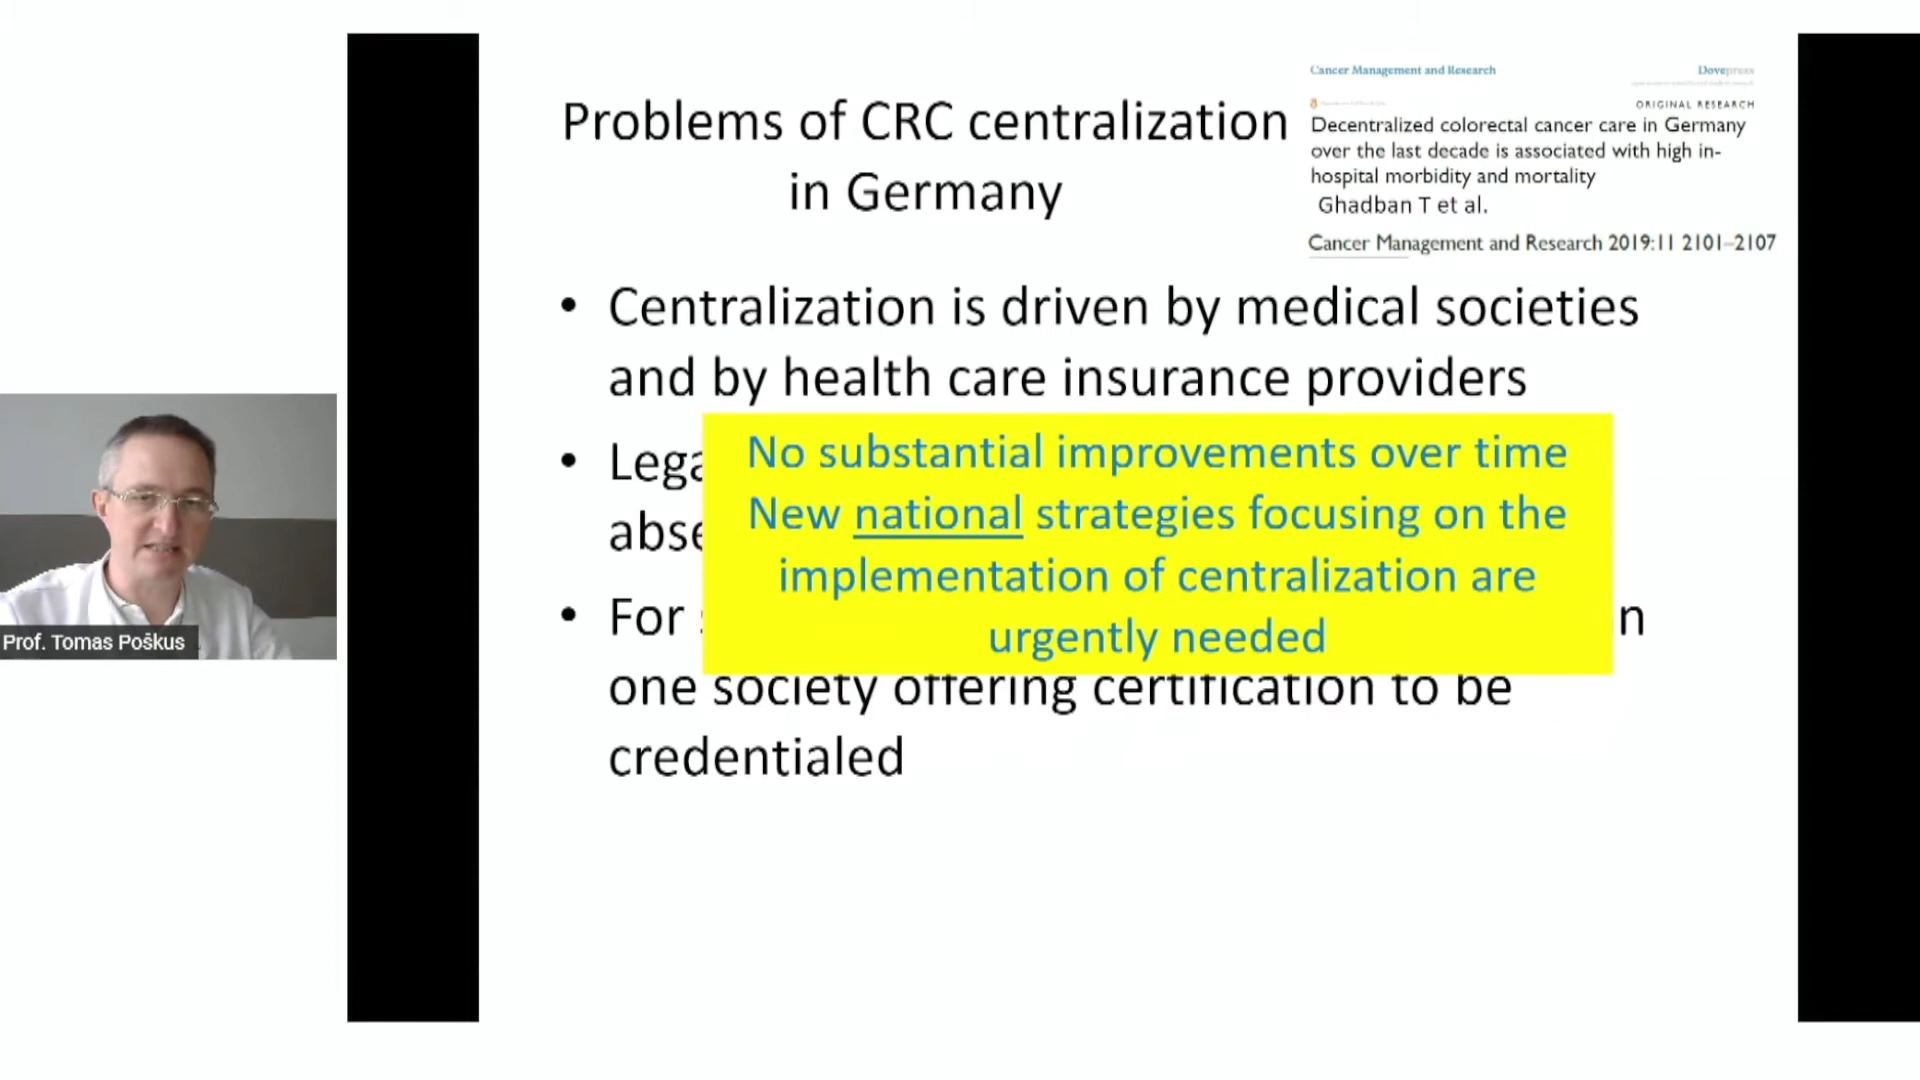 Problems of CRC centralization
in Germany
Cancer Management and Research
Dovepress
ORIGINAL RESEARCH
Decentralized colorectal cancer care in Germany
over the last decade is associated with high in-
hospital morbidity and mortality
Ghadban T et al.
Cancer Management and Research 2019:11 2101–2107
• Centralization is driven by medical societies
and by health care insurance providers
• Lega
abse
• For
n
one society offering certification to be
credentialed
No substantial improvements over time
New national strategies focusing on the
implementation of centralization are
urgently needed
Prof. Tomas Poškus